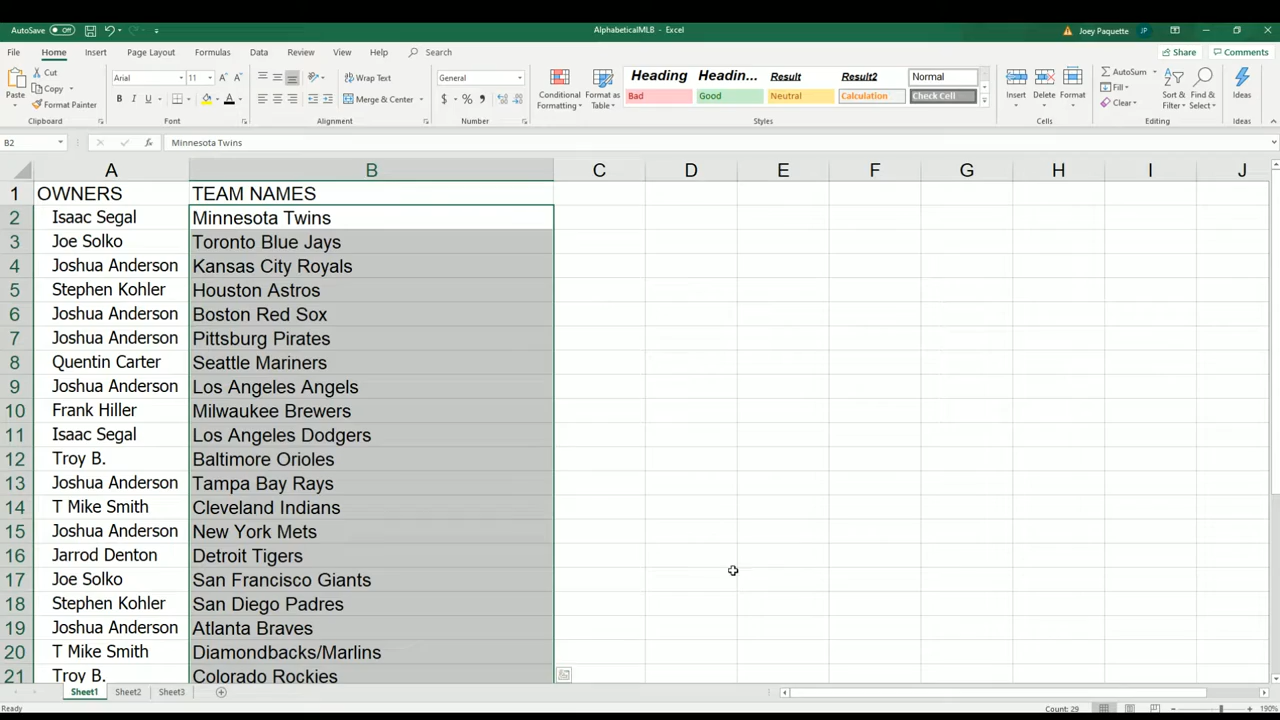 AutoSave Off
AlphabeticalMLB - Excel
Joey Paquette JP
File Home Insert Page Layout Formulas Data Review View Help Search
Share Comments
Paste
Cut
Copy
Format Painter
Arial 11
B I U
Wrap Text
Merge & Center
General
$ % ,
Conditional Formatting
Format as Table
Heading Headin... Result Result2 Normal
Bad Good Neutral Calculation Check Cell
Insert Delete Format
AutoSum
Fill
Clear
Sort & Filter
Find & Select
Ideas
Clipboard Font Alignment Number Styles Cells Editing Ideas
B2 fx Minnesota Twins
A B C D E F G H I J
1 OWNERS TEAM NAMES
2 Isaac Segal Minnesota Twins
3 Joe Solko Toronto Blue Jays
4 Joshua Anderson Kansas City Royals
5 Stephen Kohler Houston Astros
6 Joshua Anderson Boston Red Sox
7 Joshua Anderson Pittsburg Pirates
8 Quentin Carter Seattle Mariners
9 Joshua Anderson Los Angeles Angels
10 Frank Hiller Milwaukee Brewers
11 Isaac Segal Los Angeles Dodgers
12 Troy B. Baltimore Orioles
13 Joshua Anderson Tampa Bay Rays
14 T Mike Smith Cleveland Indians
15 Joshua Anderson New York Mets
16 Jarrod Denton Detroit Tigers
17 Joe Solko San Francisco Giants
18 Stephen Kohler San Diego Padres
19 Joshua Anderson Atlanta Braves
20 T Mike Smith Diamondbacks/Marlins
21 Troy B. Colorado Rockies
Sheet1 Sheet2 Sheet3
Ready
Count: 29
190%